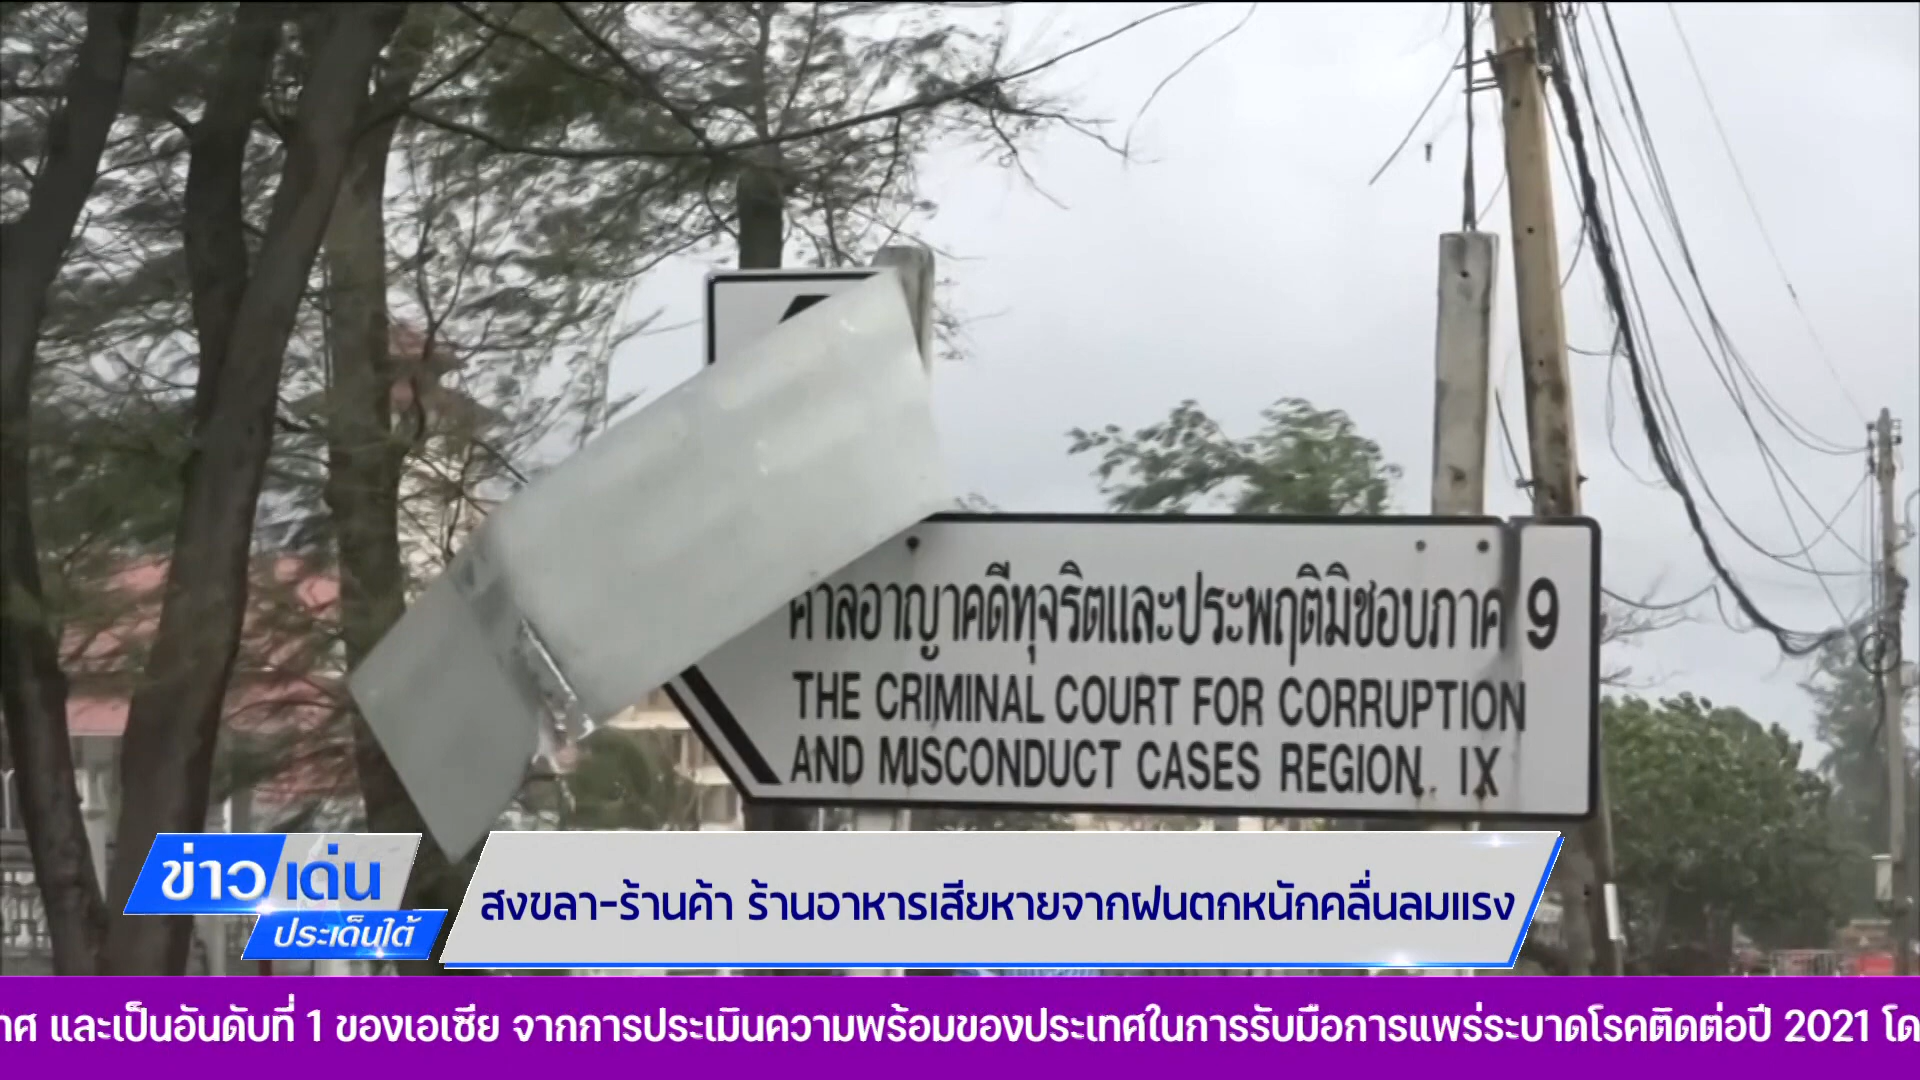 ศาลอาญาคดีทุจริตและประพฤติมิชอบภาค 9
THE CRIMINAL COURT FOR CORRUPTION
AND MISCONDUCT CASES REGION IX
ข่าวเด่น
ประเด็นใต้
สงขลา-ร้านค้า ร้านอาหารเสียหายจากฝนตกหนักคลื่นลมแรง
และเป็นอันดับที่ 1 ของเอเซีย จากการประเมินความพร้อมของประเทศในการรับมือการแพร่ระบาดโรคติดต่อปี 2021